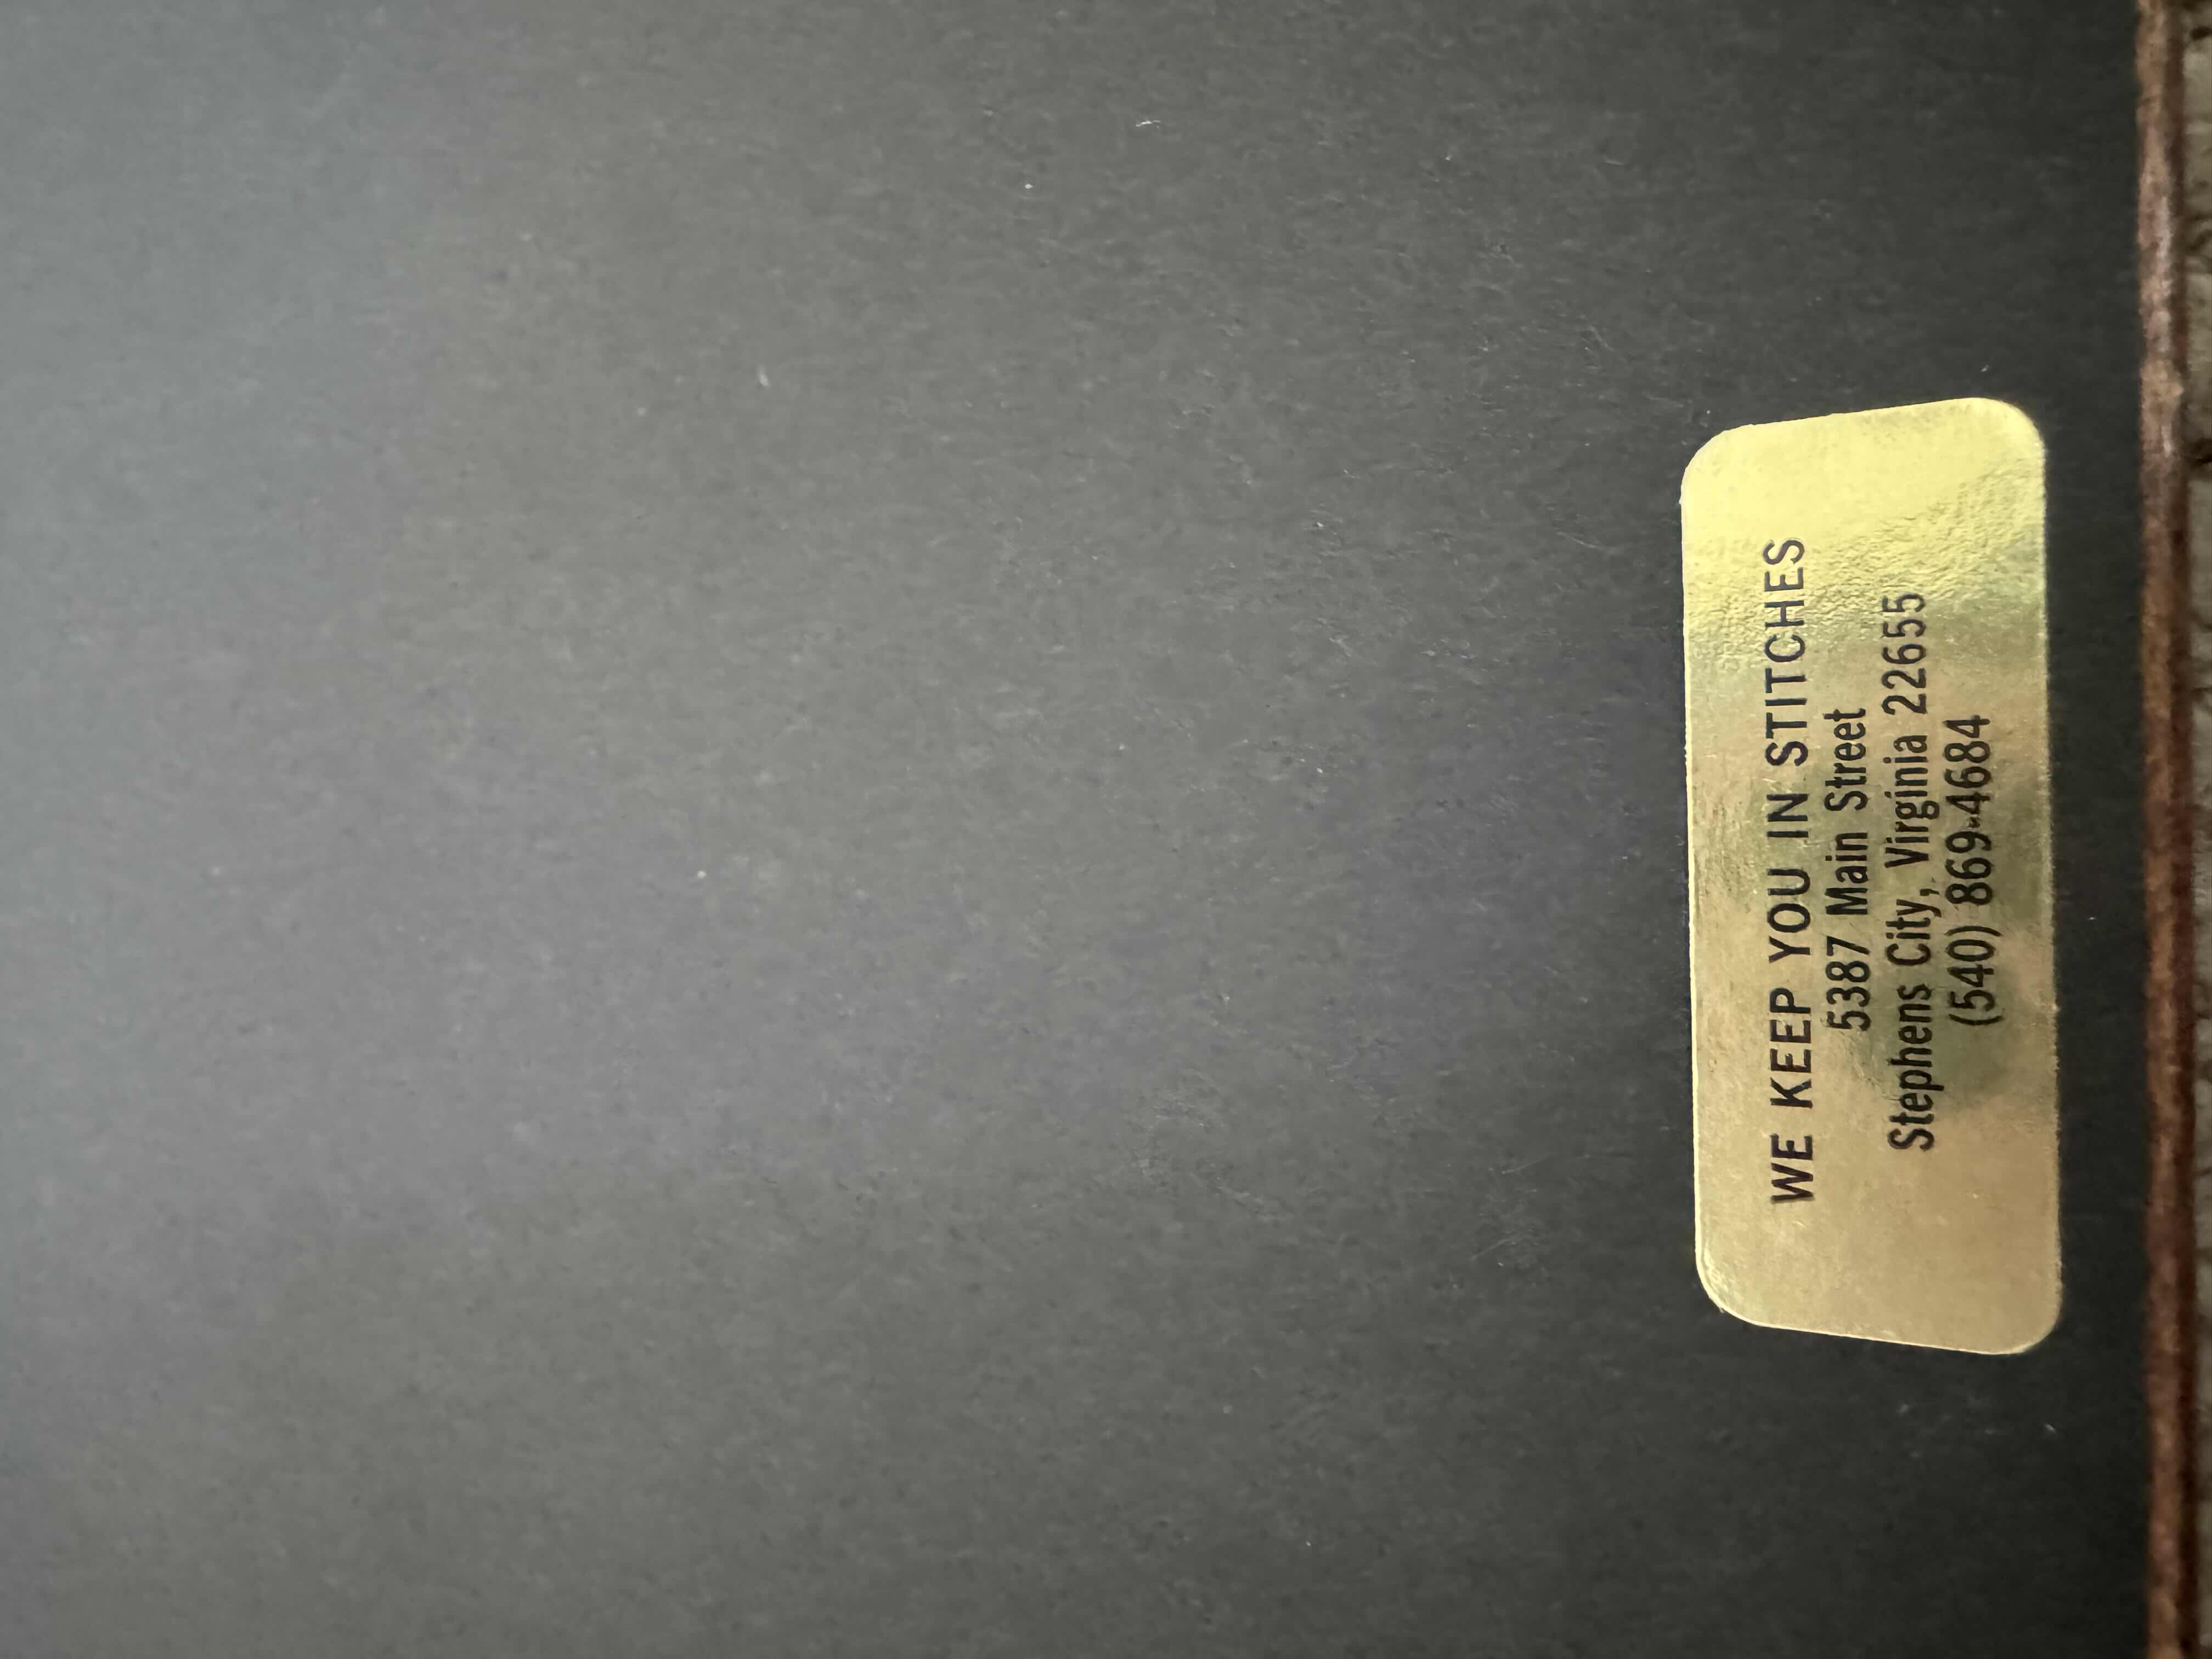 WE KEEP YOU IN STITCHES
5387 Main Street
Stephens City, Virginia 22655
(540) 869-4684